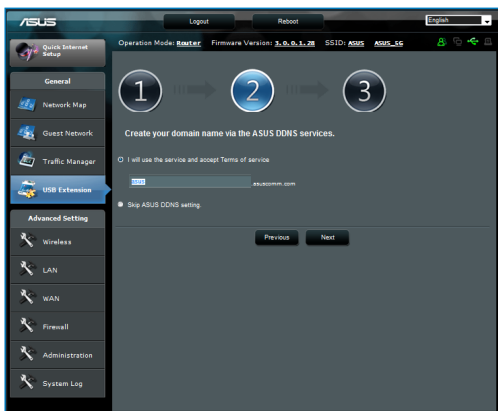 ASUS
Logout
Reboot
English
Quick Internet Setup
Operation Mode: Router Firmware Version: 3.0.0.1.28 SSID: ASUS ASUS_5G
General
Network Map
Guest Network
Traffic Manager
USB Extension
Advanced Setting
Wireless
LAN
WAN
Firewall
Administration
System Log
1
2
3
Create your domain name via the ASUS DDNS services.
I will use the service and accept Terms of service
.asuscomm.com
Skip ASUS DDNS setting.
Previous
Next